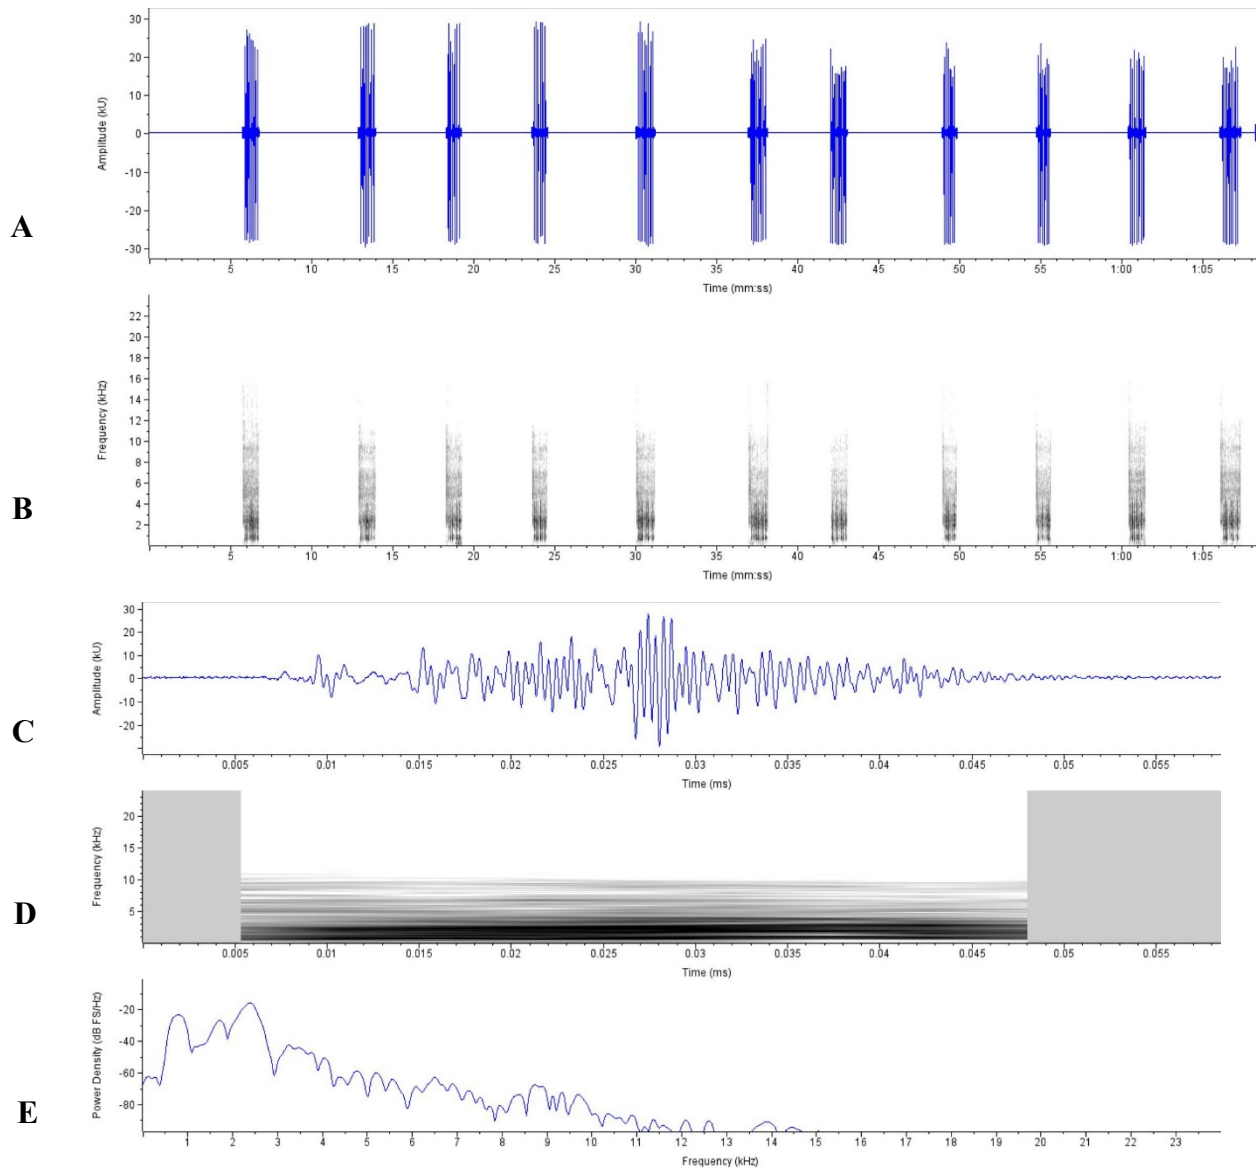 A
Amplitude (kU)
30
20
10
0
-10
-20
-30
5 10 15 20 25 30 35 40 45 50 55 1:00 1:05
Time (mm:ss)
B
Frequency (kHz)
22
20
18
16
14
12
10
8
6
4
2
5 10 15 20 25 30 35 40 45 50 55 1:00 1:05
Time (mm:ss)
C
Amplitude (kU)
30
20
10
0
-10
-20
0.005 0.01 0.015 0.02 0.025 0.03 0.035 0.04 0.045 0.05 0.055
Time (ms)
D
Frequency (kHz)
20
15
10
5
0.005 0.01 0.015 0.02 0.025 0.03 0.035 0.04 0.045 0.05 0.055
Time (ms)
E
Power Density (dB FS/Hz)
-20
-40
-60
-80
1 2 3 4 5 6 7 8 9 10 11 12 13 14 15 16 17 18 19 20 21 22 23
Frequency (kHz)